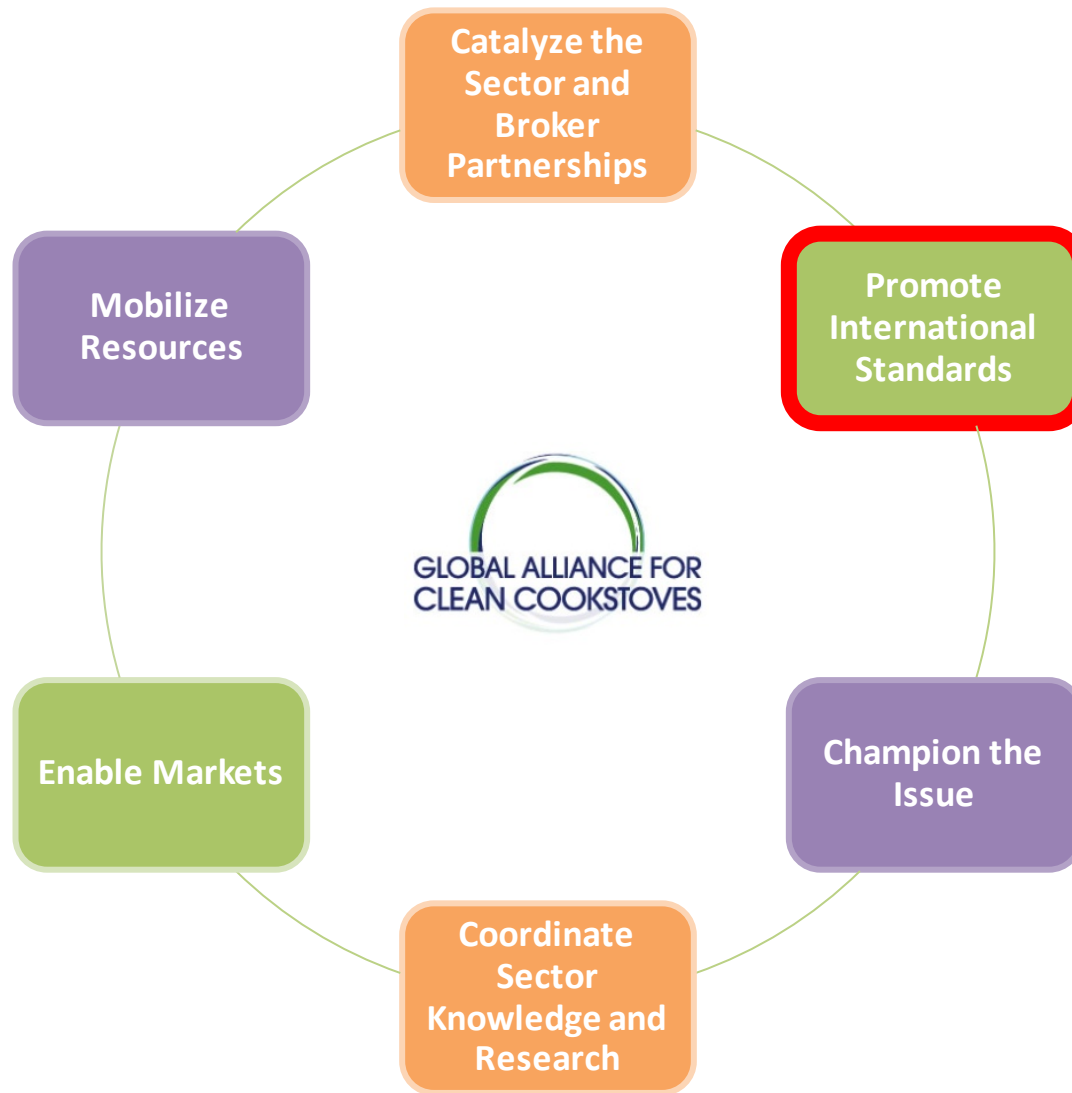 Catalyze the
Sector and
Broker
Partnerships
Mobilize
Resources
Promote
International
Standards
GLOBAL ALLIANCE FOR
CLEAN COOKSTOVES
Enable Markets
Champion the
Issue
Coordinate
Sector
Knowledge and
Research